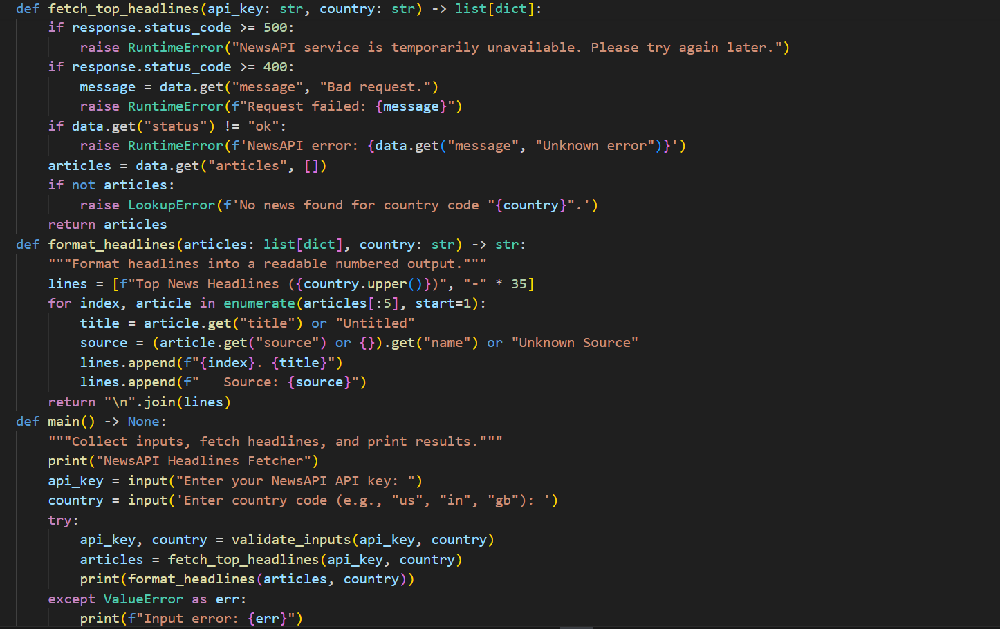 def fetch_top_headlines(api_key: str, country: str) -> list[dict]:
    if response.status_code >= 500:
        raise RuntimeError("NewsAPI service is temporarily unavailable. Please try again later.")
    if response.status_code >= 400:
        message = data.get("message", "Bad request.")
        raise RuntimeError(f"Request failed: {message}")
    if data.get("status") != "ok":
        raise RuntimeError(f'NewsAPI error: {data.get("message", "Unknown error")}')
    articles = data.get("articles", [])
    if not articles:
        raise LookupError(f'No news found for country code "{country}".')
    return articles
def format_headlines(articles: list[dict], country: str) -> str:
    """Format headlines into a readable numbered output."""
    lines = [f"Top News Headlines ({country.upper()})", "-" * 35]
    for index, article in enumerate(articles[:5], start=1):
        title = article.get("title") or "Untitled"
        source = (article.get("source") or {}).get("name") or "Unknown Source"
        lines.append(f"{index}. {title}")
        lines.append(f"   Source: {source}")
    return "\n".join(lines)
def main() -> None:
    """Collect inputs, fetch headlines, and print results."""
    print("NewsAPI Headlines Fetcher")
    api_key = input("Enter your NewsAPI API key: ")
    country = input('Enter country code (e.g., "us", "in", "gb"): ')
    try:
        api_key, country = validate_inputs(api_key, country)
        articles = fetch_top_headlines(api_key, country)
        print(format_headlines(articles, country))
    except ValueError as err:
        print(f"Input error: {err}")